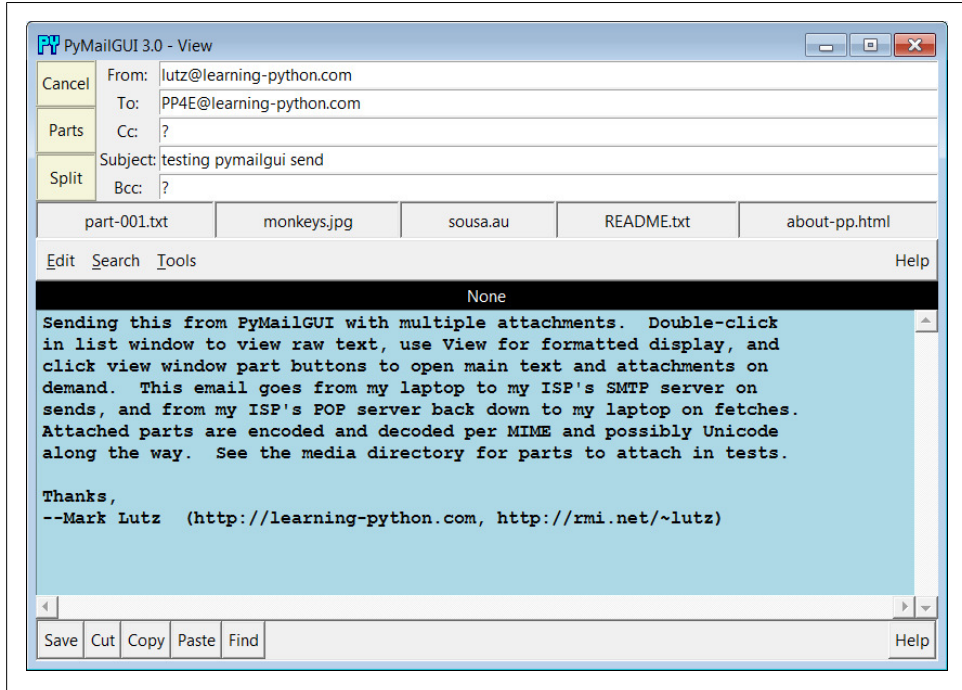 PY PyMailGUI 3.0 - View
Cancel
Parts
Split
From: lutz@learning-python.com
To: PP4E@learning-python.com
Cc: ?
Subject: testing pymailgui send
Bcc: ?
part-001.txt monkeys.jpg sousa.au README.txt about-pp.html
Edit Search Tools Help
None
Sending this from PyMailGUI with multiple attachments.  Double-click
in list window to view raw text, use View for formatted display, and
click view window part buttons to open main text and attachments on
demand.  This email goes from my laptop to my ISP's SMTP server on
sends, and from my ISP's POP server back down to my laptop on fetches.
Attached parts are encoded and decoded per MIME and possibly Unicode
along the way.  See the media directory for parts to attach in tests.
Thanks,
--Mark Lutz  (http://learning-python.com, http://rmi.net/~lutz)
Save Cut Copy Paste Find Help